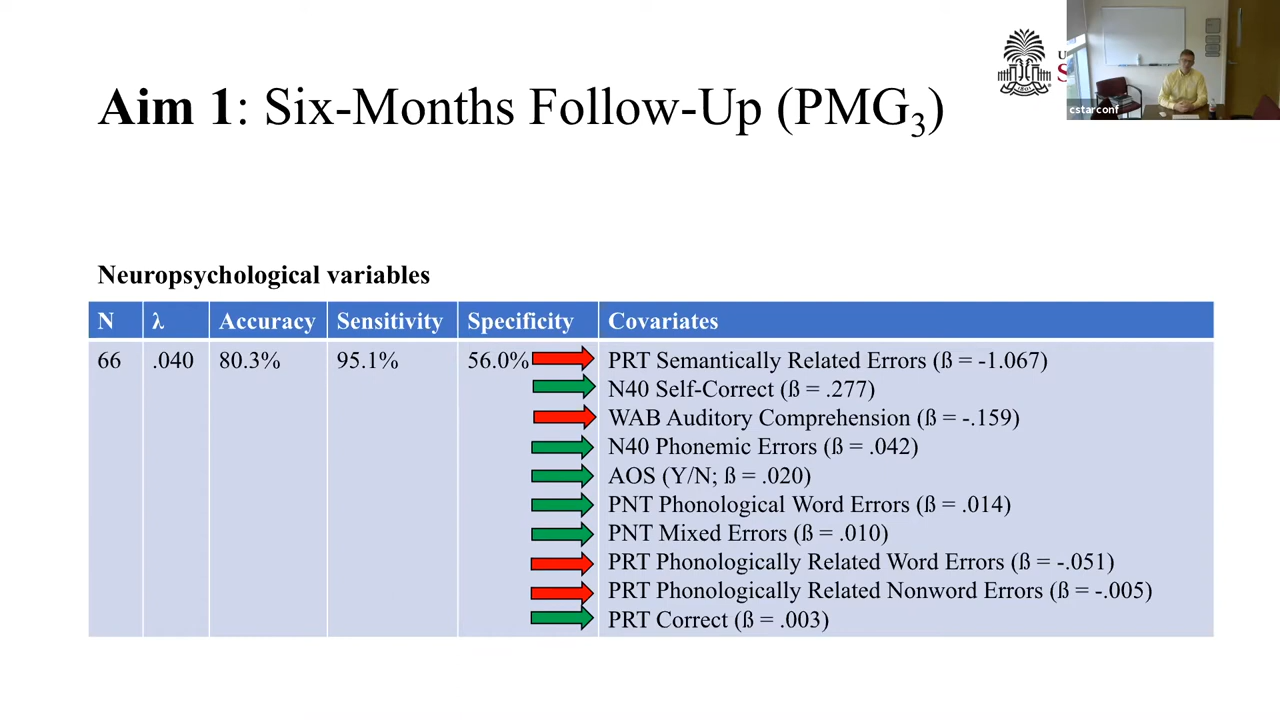 Aim 1: Six-Months Follow-Up (PMG3)
cstarconf
Neuropsychological variables
N λ Accuracy Sensitivity Specificity Covariates
66 .040 80.3% 95.1% 56.0% PRT Semantically Related Errors (ß = -1.067)
N40 Self-Correct (ß = .277)
WAB Auditory Comprehension (ß = -.159)
N40 Phonemic Errors (ß = .042)
AOS (Y/N; ß = .020)
PNT Phonological Word Errors (ß = .014)
PNT Mixed Errors (ß = .010)
PRT Phonologically Related Word Errors (ß = -.051)
PRT Phonologically Related Nonword Errors (ß = -.005)
PRT Correct (ß = .003)